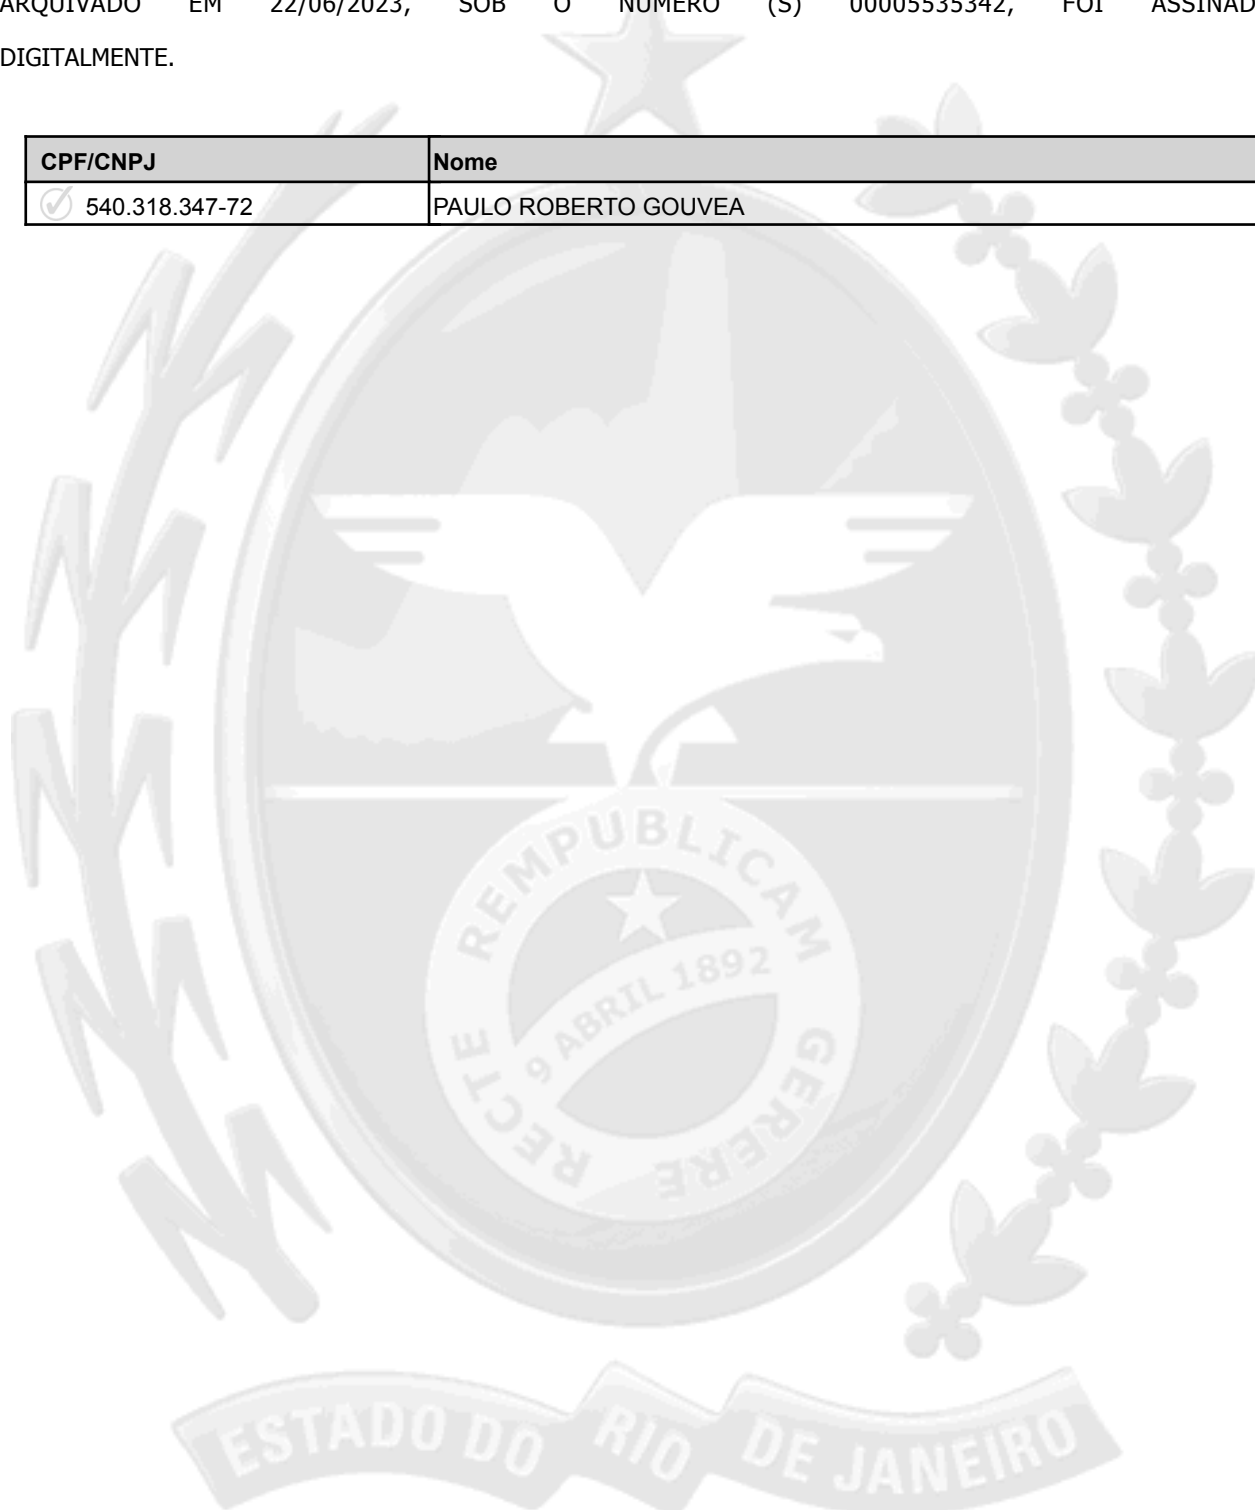 ARQUIVADO EM 22/06/2023, SOB O NÚMERO (S) 00005535342, FOI ASSINAD
DIGITALMENTE.
CPF/CNPJ Nome
540.318.347-72 PAULO ROBERTO GOUVEA
RECTE REMPUBLICAM GERERE
9 ABRIL 1892
ESTADO DO RIO DE JANEIRO